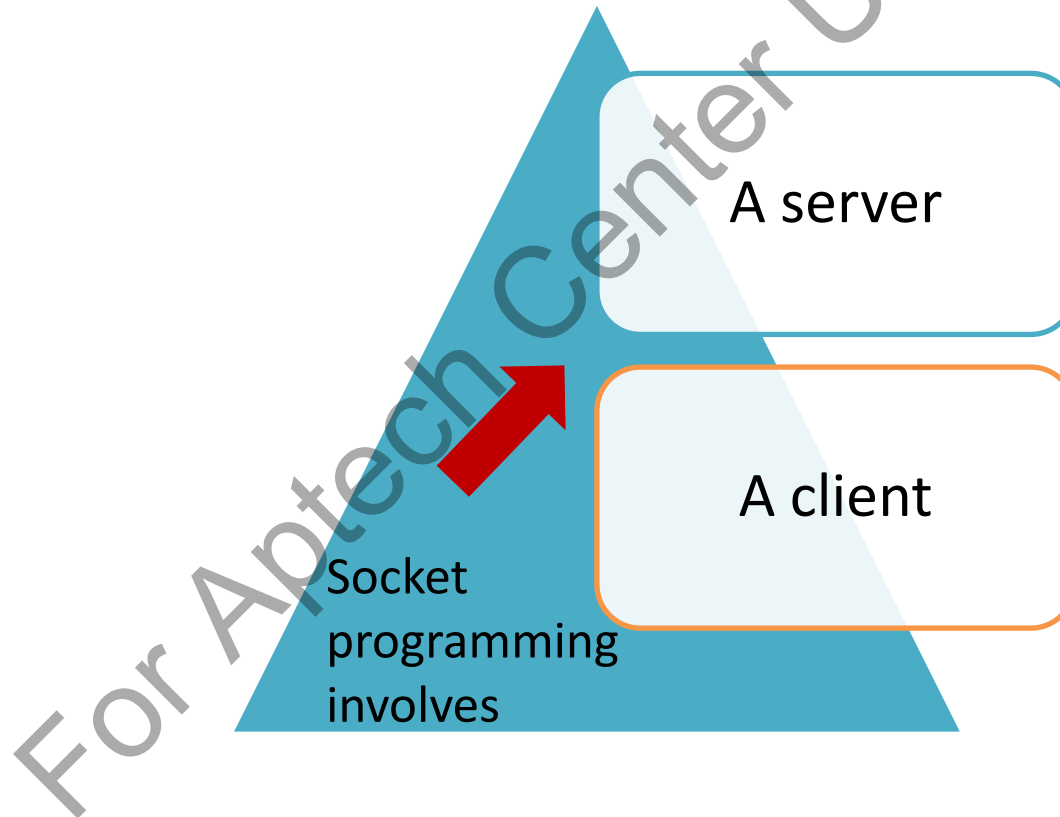 A server
A client
Socket
programming
involves
For Aptech Center U